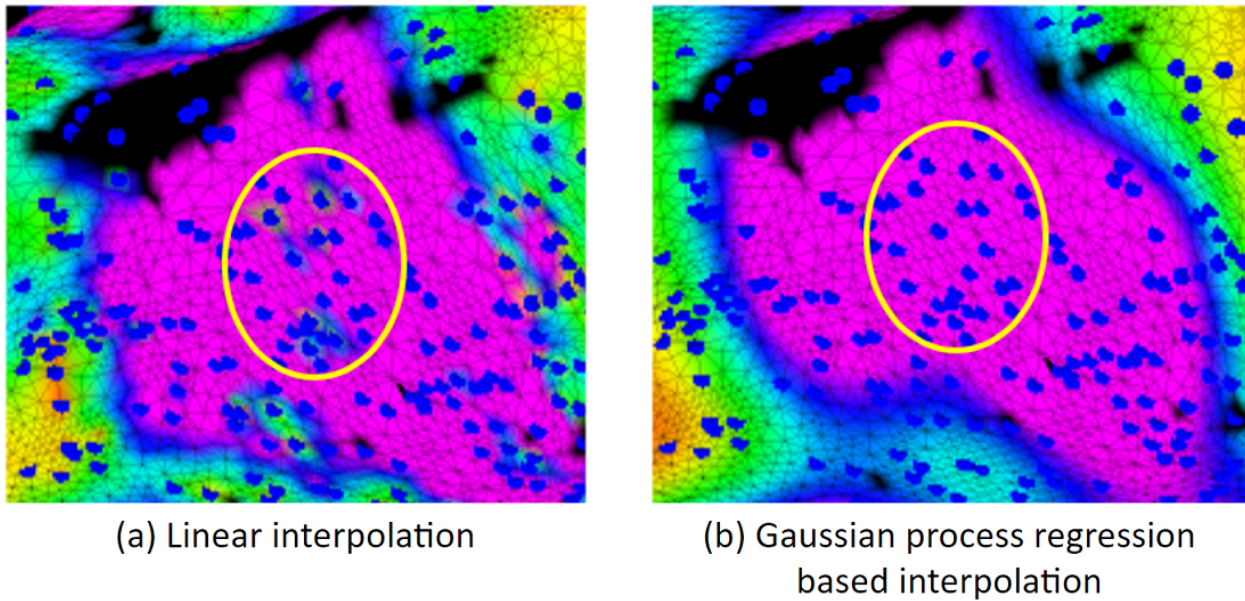 (a) Linear interpolation
(b) Gaussian process regression
based interpolation